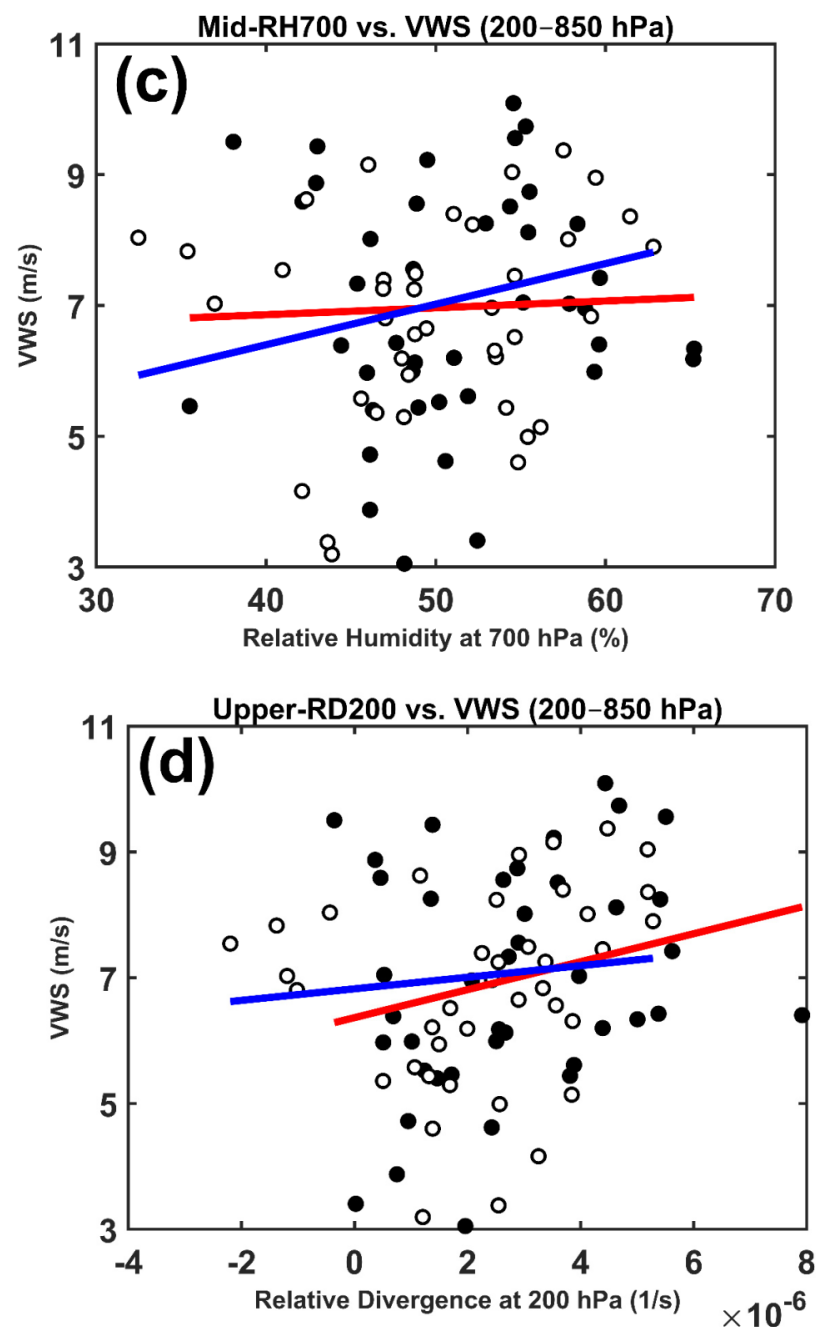 Mid-RH700 vs. VWS (200−850 hPa)
(c)
11
9
7
5
3
VWS (m/s)
30 40 50 60 70
Relative Humidity at 700 hPa (%)
Upper-RD200 vs. VWS (200−850 hPa)
(d)
11
9
7
5
3
VWS (m/s)
-4 -2 0 2 4 6 8
Relative Divergence at 200 hPa (1/s)
×10⁻⁶